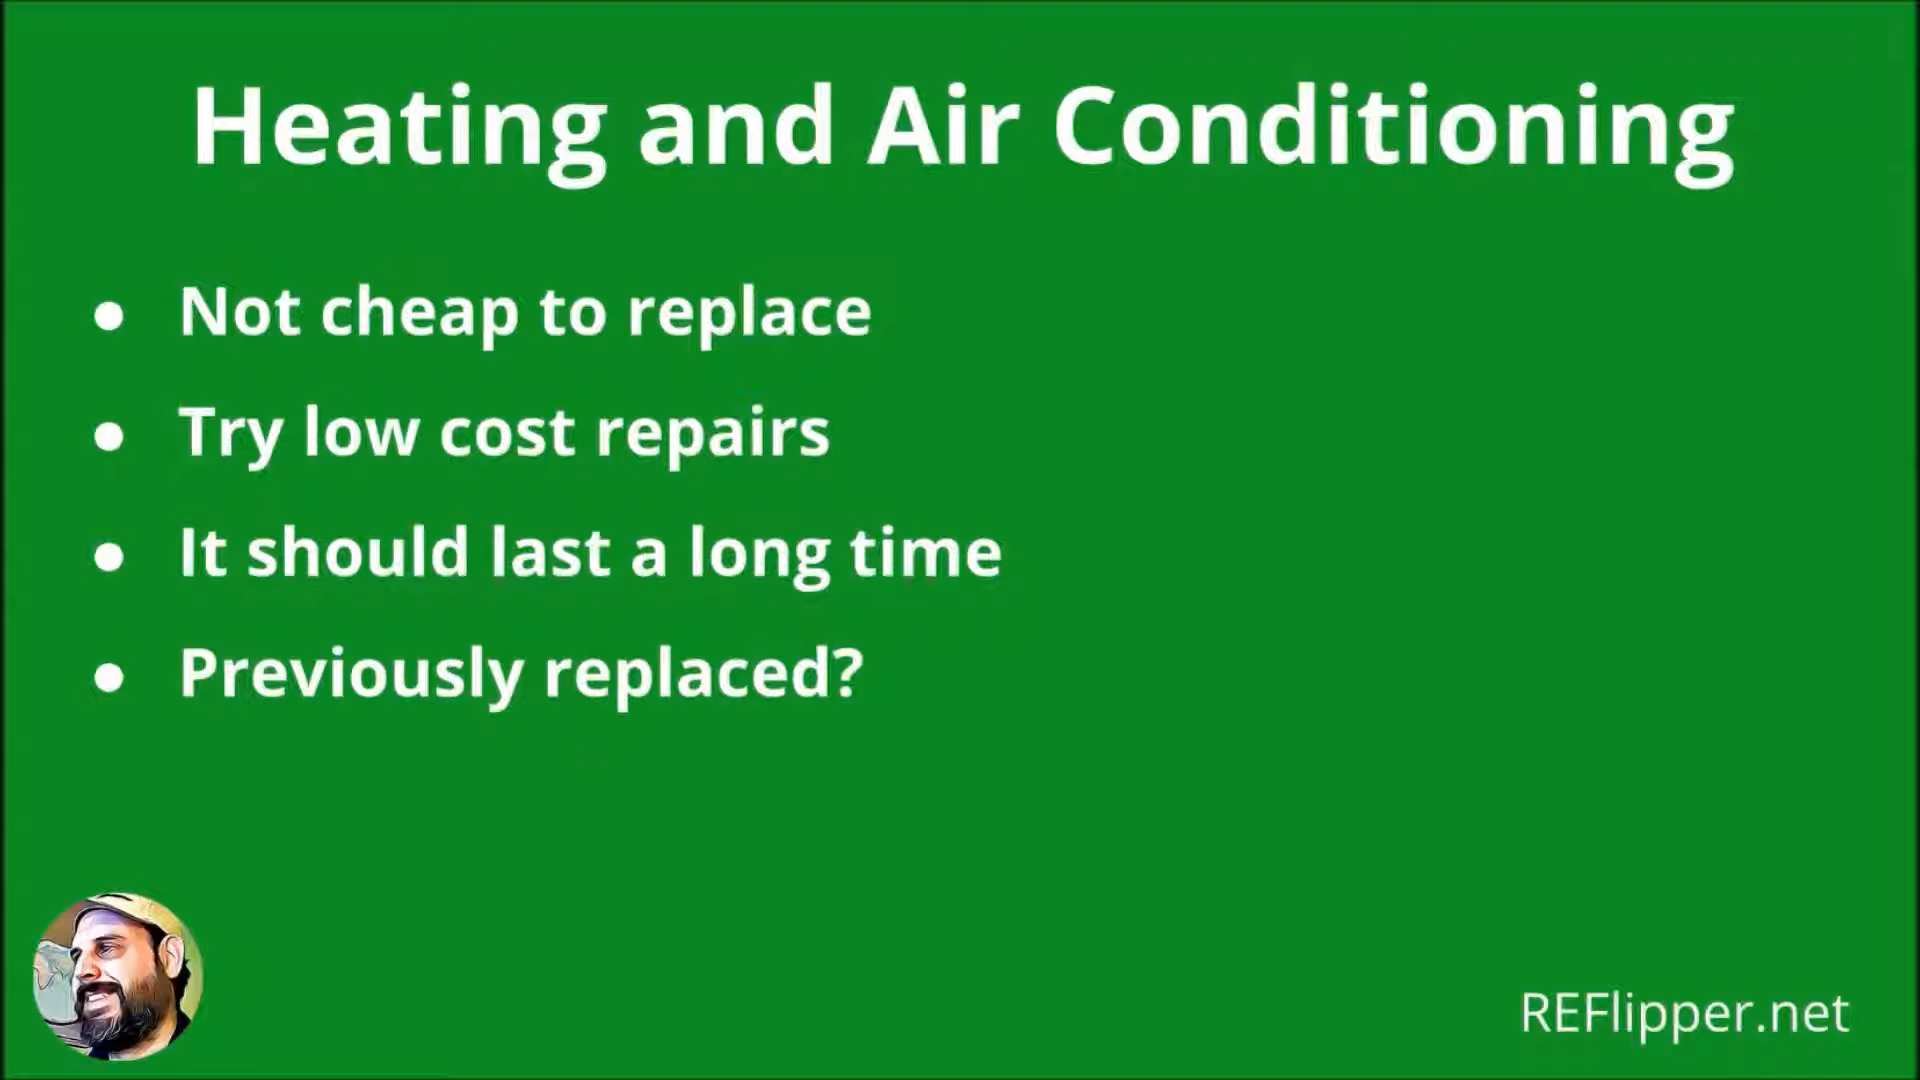 Heating and Air Conditioning
● Not cheap to replace
● Try low cost repairs
● It should last a long time
● Previously replaced?
REFlipper.net